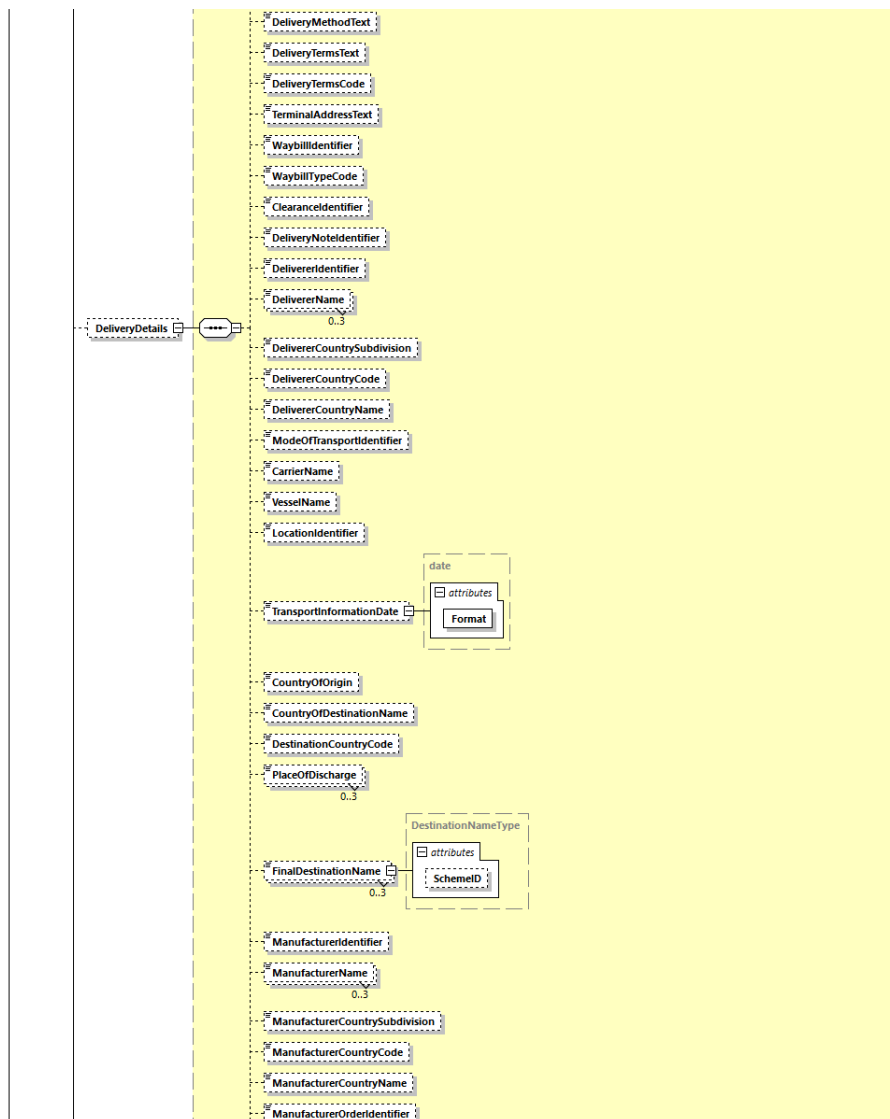 DeliveryMethodText
DeliveryTermsText
DeliveryTermsCode
TerminalAddressText
WaybillIdentifier
WaybillTypeCode
ClearanceIdentifier
DeliveryNoteIdentifier
DelivererIdentifier
DelivererName
0..3
DeliveryDetails
DelivererCountrySubdivision
DelivererCountryCode
DelivererCountryName
ModeOfTransportIdentifier
CarrierName
VesselName
LocationIdentifier
date
attributes
TransportInformationDate
Format
CountryOfOrigin
CountryOfDestinationName
DestinationCountryCode
PlaceOfDischarge
0..3
DestinationNameType
attributes
FinalDestinationName
SchemeID
0..3
ManufacturerIdentifier
ManufacturerName
0..3
ManufacturerCountrySubdivision
ManufacturerCountryCode
ManufacturerCountryName
ManufacturerOrderIdentifier